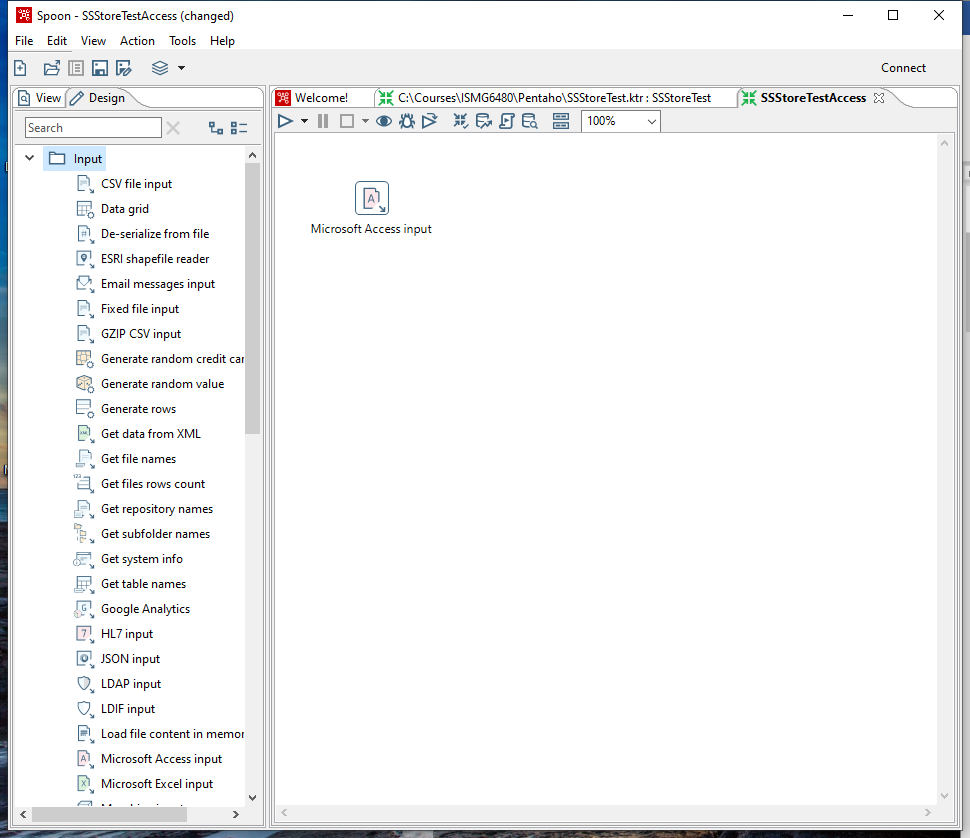 Spoon - SSStoreTestAccess (changed)
File Edit View Action Tools Help
Connect
View Design
Welcome! C:\Courses\ISMG6480\Pentaho\SSStoreTest.ktr : SSStoreTest SSStoreTestAccess
Search
100%
Input
CSV file input
Data grid
De-serialize from file
ESRI shapefile reader
Email messages input
Fixed file input
GZIP CSV input
Generate random credit car
Generate random value
Generate rows
Get data from XML
Get file names
Get files rows count
Get repository names
Get subfolder names
Get system info
Get table names
Google Analytics
HL7 input
JSON input
LDAP input
LDIF input
Load file content in memor
Microsoft Access input
Microsoft Excel input
Microsoft Access input